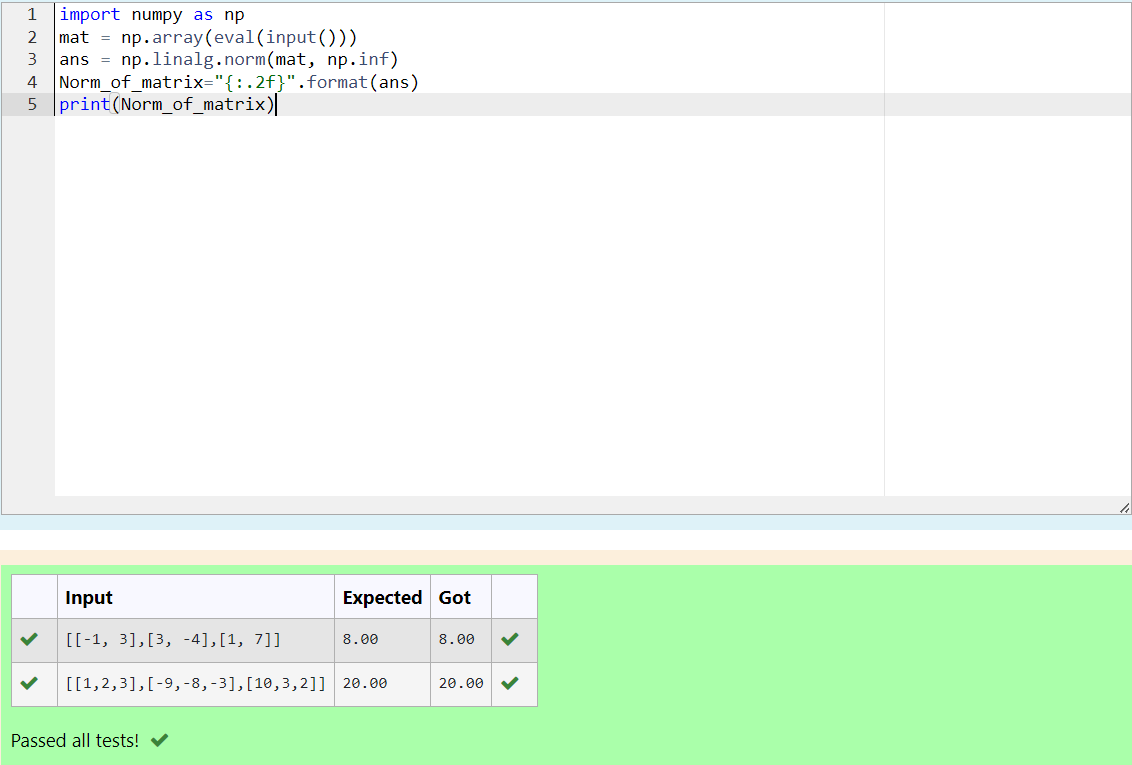 1 import numpy as np
2 mat = np.array(eval(input()))
3 ans = np.linalg.norm(mat, np.inf)
4 Norm_of_matrix="{:.2f}".format(ans)
5 print(Norm_of_matrix)
Input Expected Got
[[-1, 3],[3, -4],[1, 7]] 8.00 8.00
[[1,2,3],[-9,-8,-3],[10,3,2]] 20.00 20.00
Passed all tests!